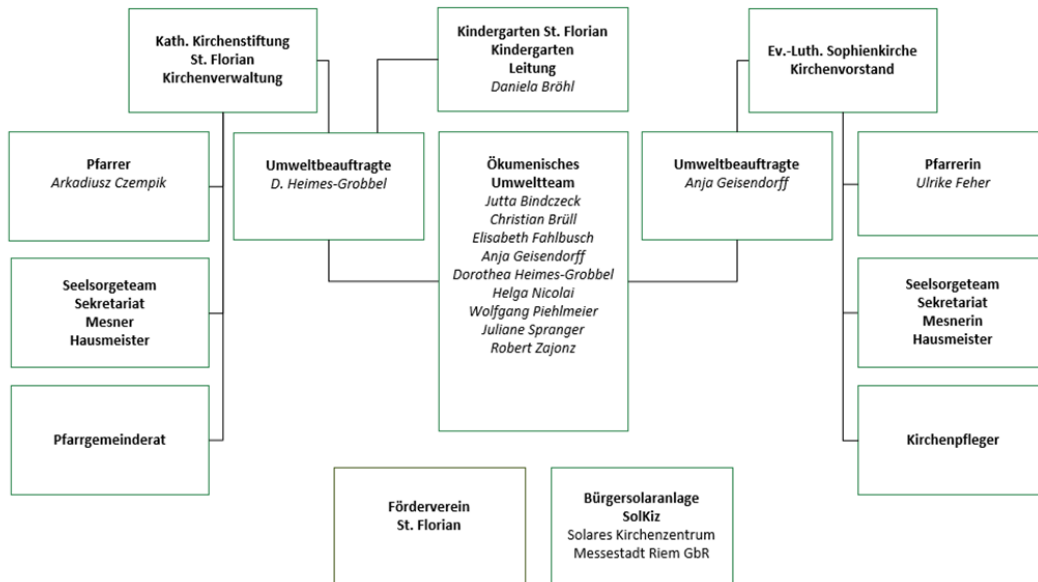 Kath. Kirchenstiftung
St. Florian
Kirchenverwaltung
Kindergarten St. Florian
Kindergarten
Leitung
Daniela Bröhl
Ev.-Luth. Sophienkirche
Kirchenvorstand
Pfarrer
Arkadiusz Czempik
Umweltbeauftragte
D. Heimes-Grobbel
Ökumenisches
Umweltteam
Jutta Bindczeck
Christian Brüll
Elisabeth Fahlbusch
Anja Geisendorff
Dorothea Heimes-Grobbel
Helga Nicolai
Wolfgang Piehlmeier
Juliane Spranger
Robert Zajonz
Umweltbeauftragte
Anja Geisendorff
Pfarrerin
Ulrike Feher
Seelsorgeteam
Sekretariat
Mesner
Hausmeister
Seelsorgeteam
Sekretariat
Mesnerin
Hausmeister
Pfarrgemeinderat
Kirchenpfleger
Förderverein
St. Florian
Bürgersolaranlage
SolKiz
Solares Kirchenzentrum
Messestadt Riem GbR